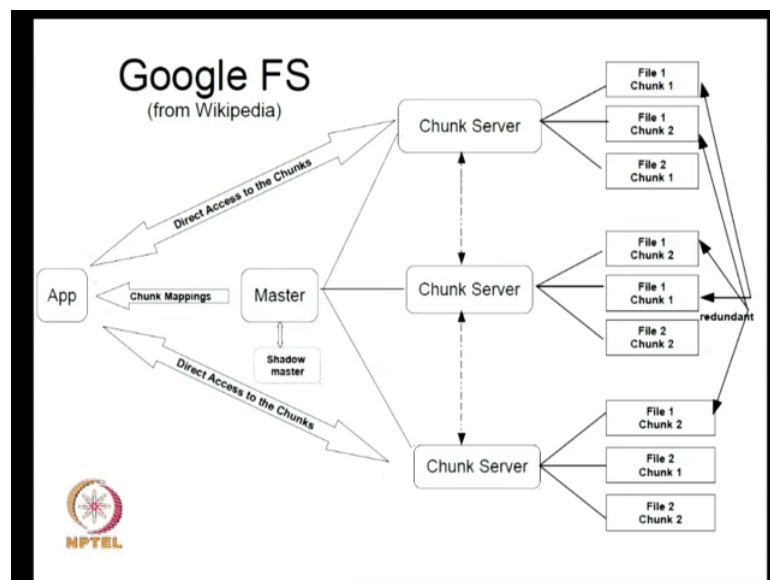 Google FS
(from Wikipedia)
Chunk Server
File 1
Chunk 1
File 1
Chunk 2
File 2
Chunk 1
Direct Access to the Chunks
App
Chunk Mappings
Master
Shadow
master
Chunk Server
File 1
Chunk 2
File 1
Chunk 1
File 2
Chunk 2
redundant
Direct Access to the Chunks
Chunk Server
File 1
Chunk 2
File 2
Chunk 1
File 2
Chunk 2
NPTEL